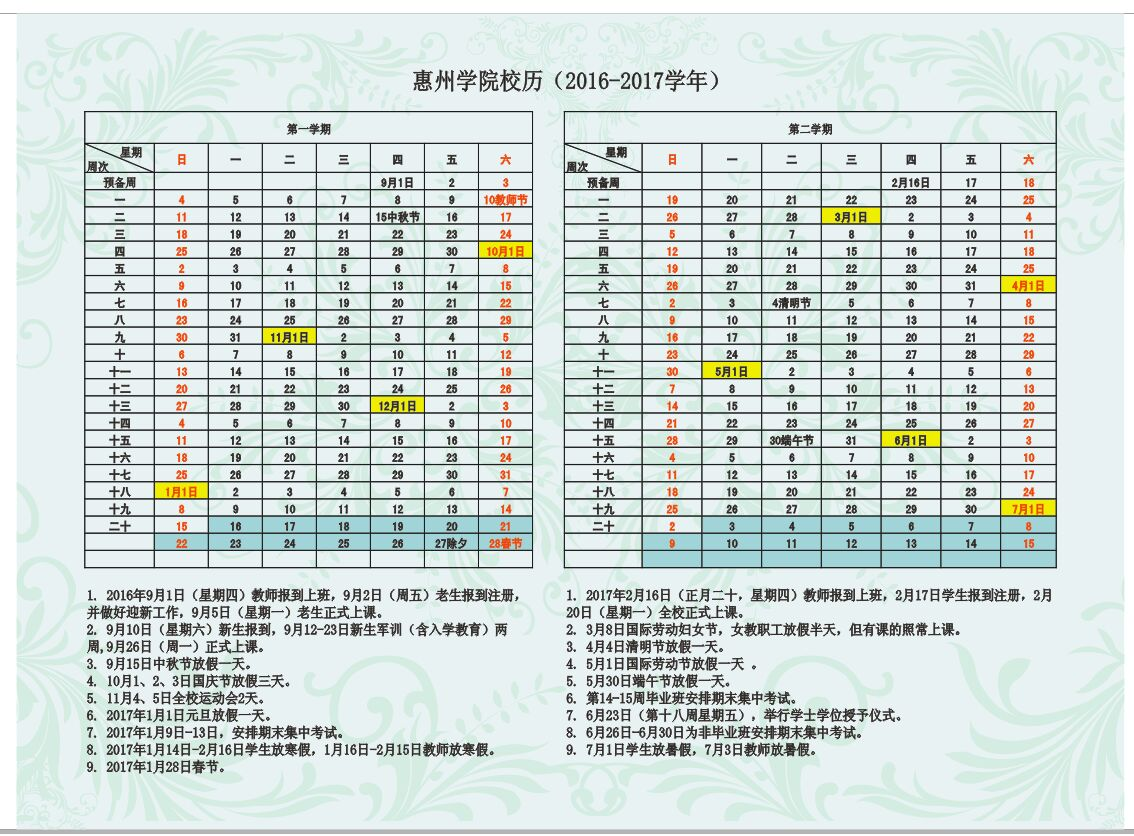 惠州学院校历（2016-2017学年）
第一学期
星期 周次 日 一 二 三 四 五 六
预备周 9月1日 2 3
一 4 5 6 7 8 9 10教师节
二 11 12 13 14 15中秋节 16 17
三 18 19 20 21 22 23 24
四 25 26 27 28 29 30 10月1日
五 2 3 4 5 6 7 8
六 9 10 11 12 13 14 15
七 16 17 18 19 20 21 22
八 23 24 25 26 27 28 29
九 30 31 11月1日 2 3 4 5
十 6 7 8 9 10 11 12
十一 13 14 15 16 17 18 19
十二 20 21 22 23 24 25 26
十三 27 28 29 30 12月1日 2 3
十四 4 5 6 7 8 9 10
十五 11 12 13 14 15 16 17
十六 18 19 20 21 22 23 24
十七 25 26 27 28 29 30 31
十八 1月1日 2 3 4 5 6 7
十九 8 9 10 11 12 13 14
二十 15 16 17 18 19 20 21
22 23 24 25 26 27除夕 28春节
1. 2016年9月1日（星期四）教师报到上班，9月2日（周五）老生报到注册，
并做好迎新工作，9月5日（星期一）老生正式上课。
2. 9月10日（星期六）新生报到，9月12-23日新生军训（含入学教育）两
周,9月26日（周一）正式上课。
3. 9月15日中秋节放假一天。
4. 10月1、2、3日国庆节放假三天。
5. 11月4、5日全校运动会2天。
6. 2017年1月1日元旦放假一天。
7. 2017年1月9日-13日，安排期末集中考试。
8. 2017年1月14日-2月16日学生放寒假，1月16日-2月15日教师放寒假。
9. 2017年1月28日春节。
第二学期
星期 周次 日 一 二 三 四 五 六
预备周 2月16日 17 18
一 19 20 21 22 23 24 25
二 26 27 28 3月1日 2 3 4
三 5 6 7 8 9 10 11
四 12 13 14 15 16 17 18
五 19 20 21 22 23 24 25
六 26 27 28 29 30 31 4月1日
七 2 3 4清明节 5 6 7 8
八 9 10 11 12 13 14 15
九 16 17 18 19 20 21 22
十 23 24 25 26 27 28 29
十一 30 5月1日 2 3 4 5 6
十二 7 8 9 10 11 12 13
十三 14 15 16 17 18 19 20
十四 21 22 23 24 25 26 27
十五 28 29 30端午节 31 6月1日 2 3
十六 4 5 6 7 8 9 10
十七 11 12 13 14 15 16 17
十八 18 19 20 21 22 23 24
十九 25 26 27 28 29 30 7月1日
二十 2 3 4 5 6 7 8
9 10 11 12 13 14 15
1. 2017年2月16日（正月二十，星期四）教师报到上班，2月17日学生报到注册，2月
20日（星期一）全校正式上课。
2. 3月8日国际劳动妇女节，女教职工放假半天，但有课的照常上课。
3. 4月4日清明节放假一天。
4. 5月1日国际劳动节放假一天 。
5. 5月30日端午节放假一天。
6. 第14-15周毕业班安排期末集中考试。
7. 6月23日（第十八周星期五），举行学士学位授予仪式。
8. 6月26日-6月30日为非毕业班安排期末集中考试。
9. 7月1日学生放暑假，7月3日教师放暑假。